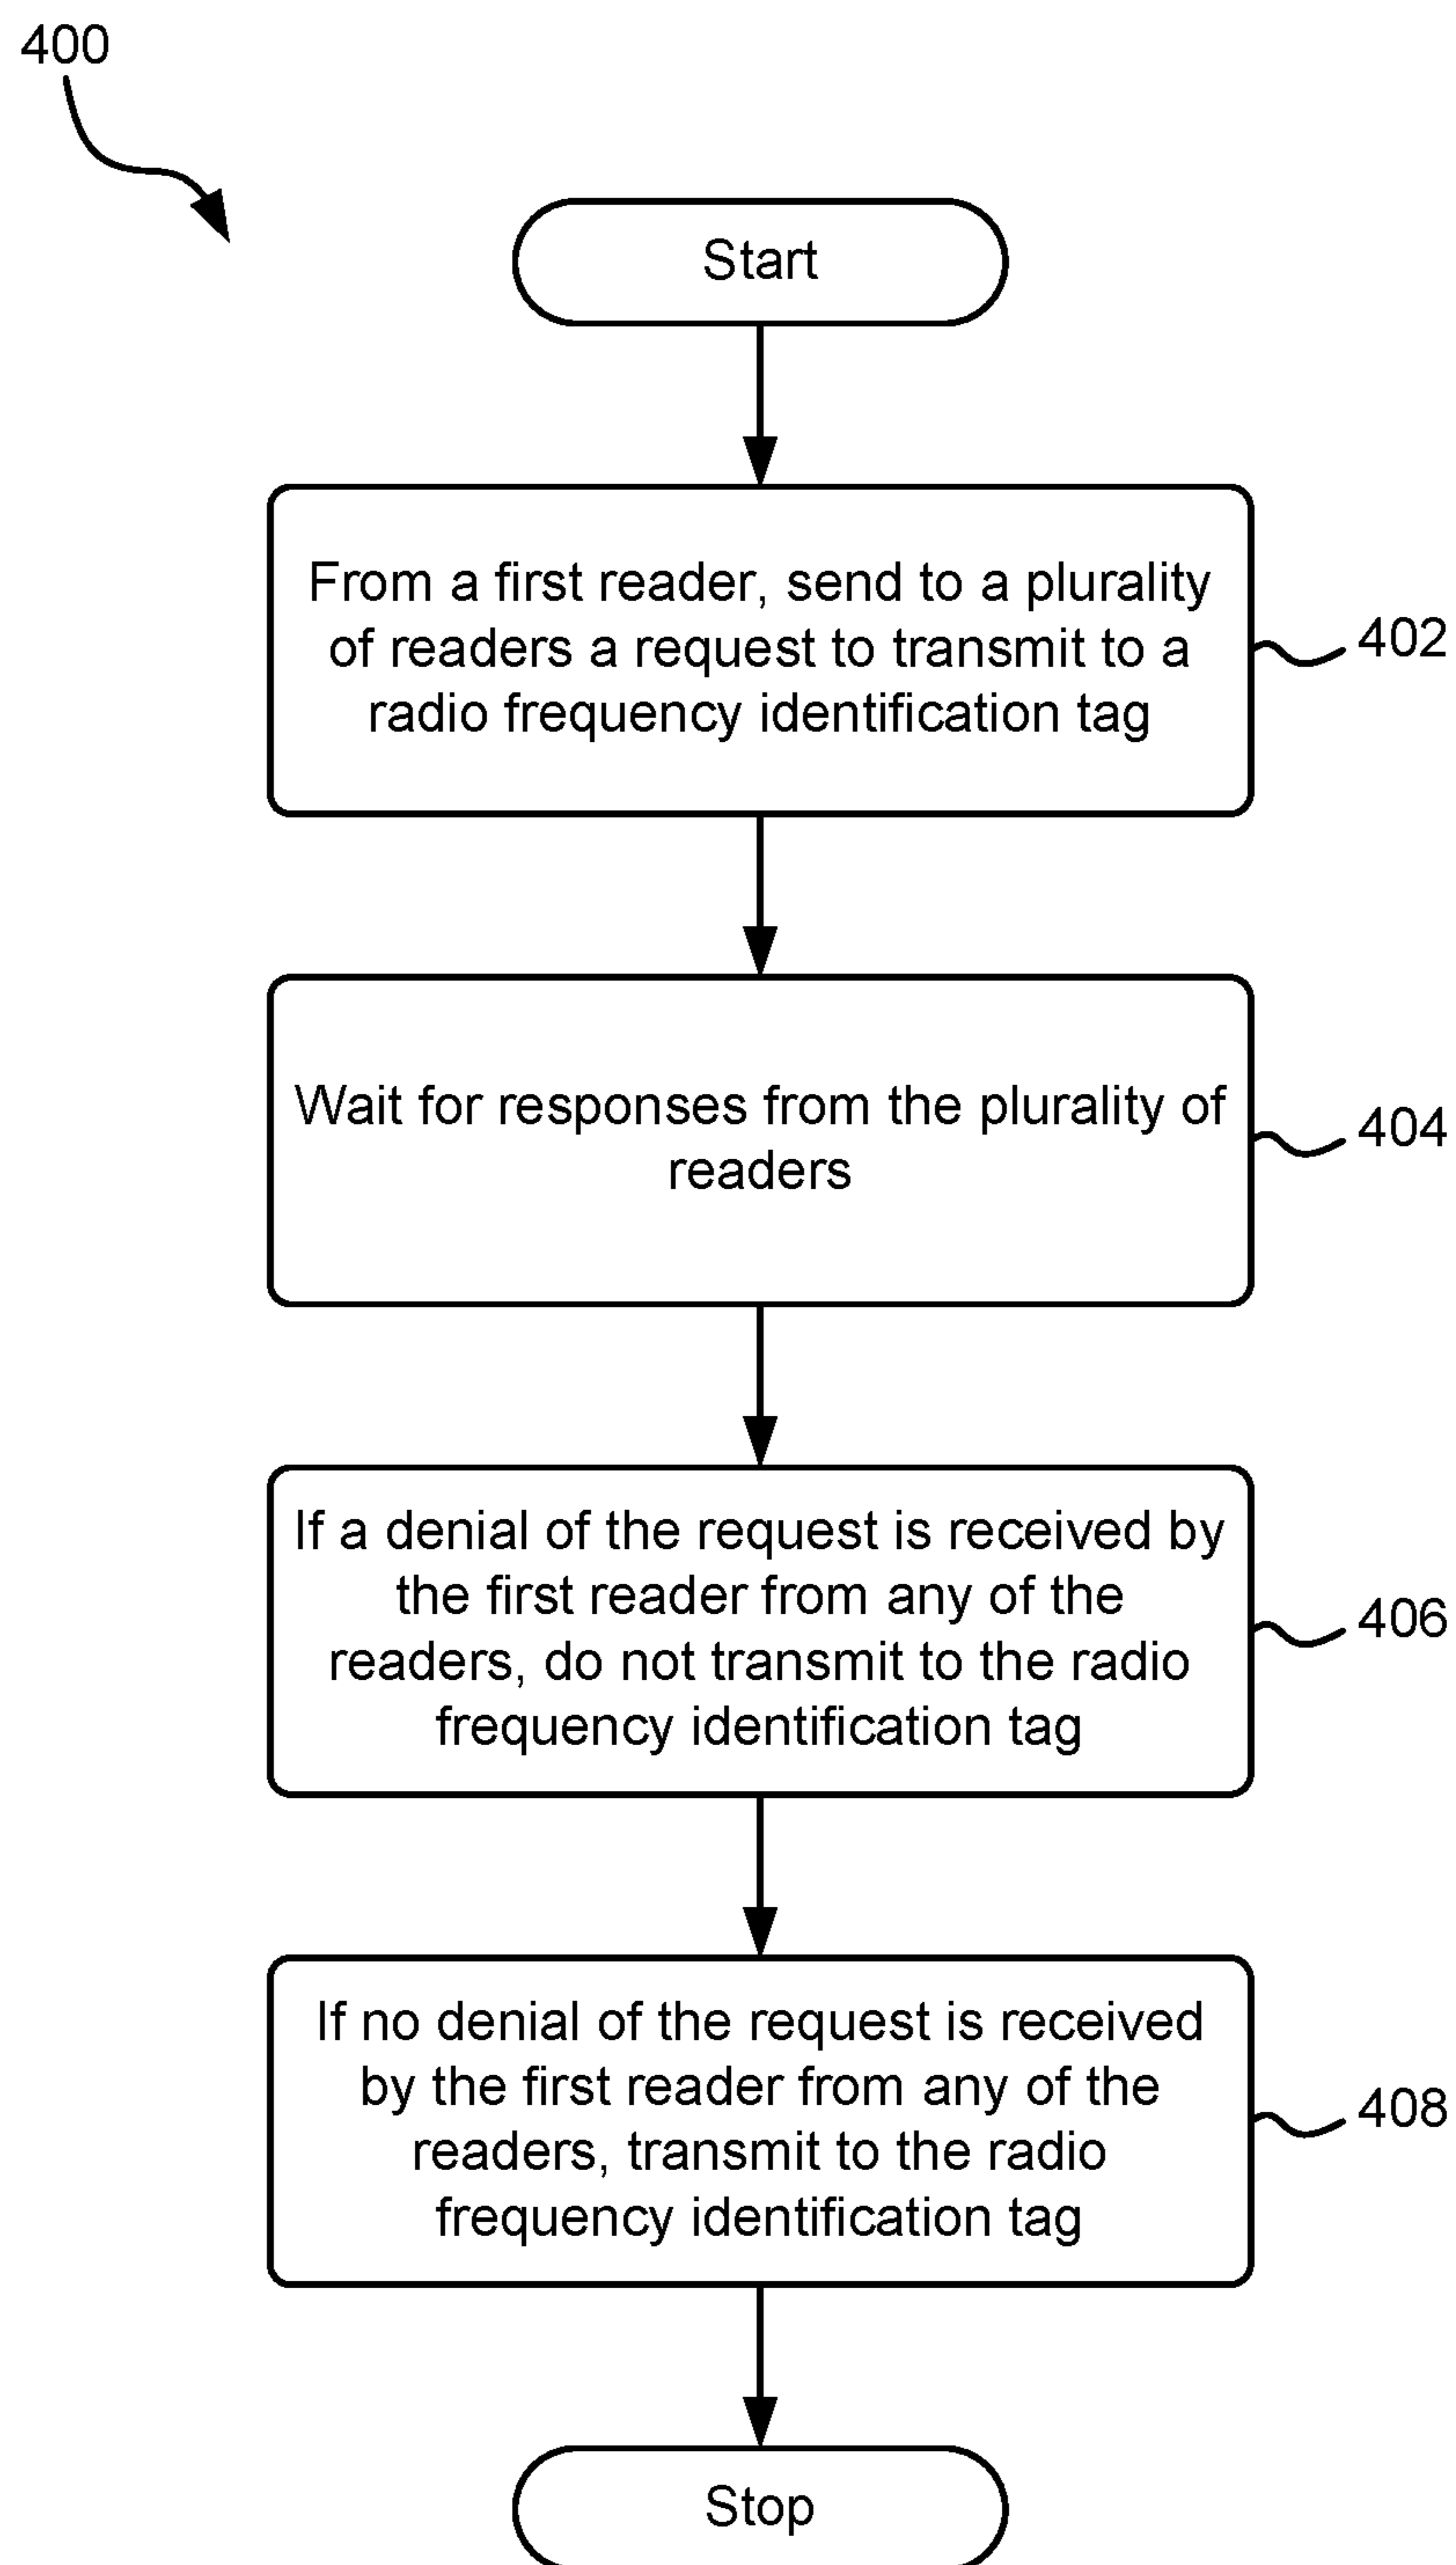 400
Start
From a first reader, send to a plurality
of readers a request to transmit to a
radio frequency identification tag
402
Wait for responses from the plurality of
readers
404
If a denial of the request is received by
the first reader from any of the
readers, do not transmit to the radio
frequency identification tag
406
If no denial of the request is received
by the first reader from any of the
readers, transmit to the radio
frequency identification tag
408
Stop